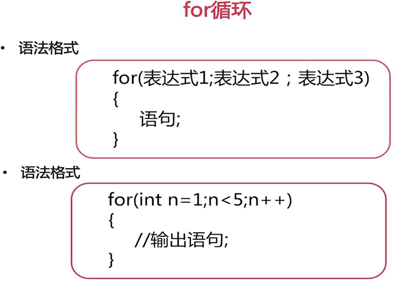 for循环
• 语法格式
for(表达式1;表达式2；表达式3)
{
语句;
}
• 语法格式
for(int n=1;n<5;n++)
{
//输出语句;
}